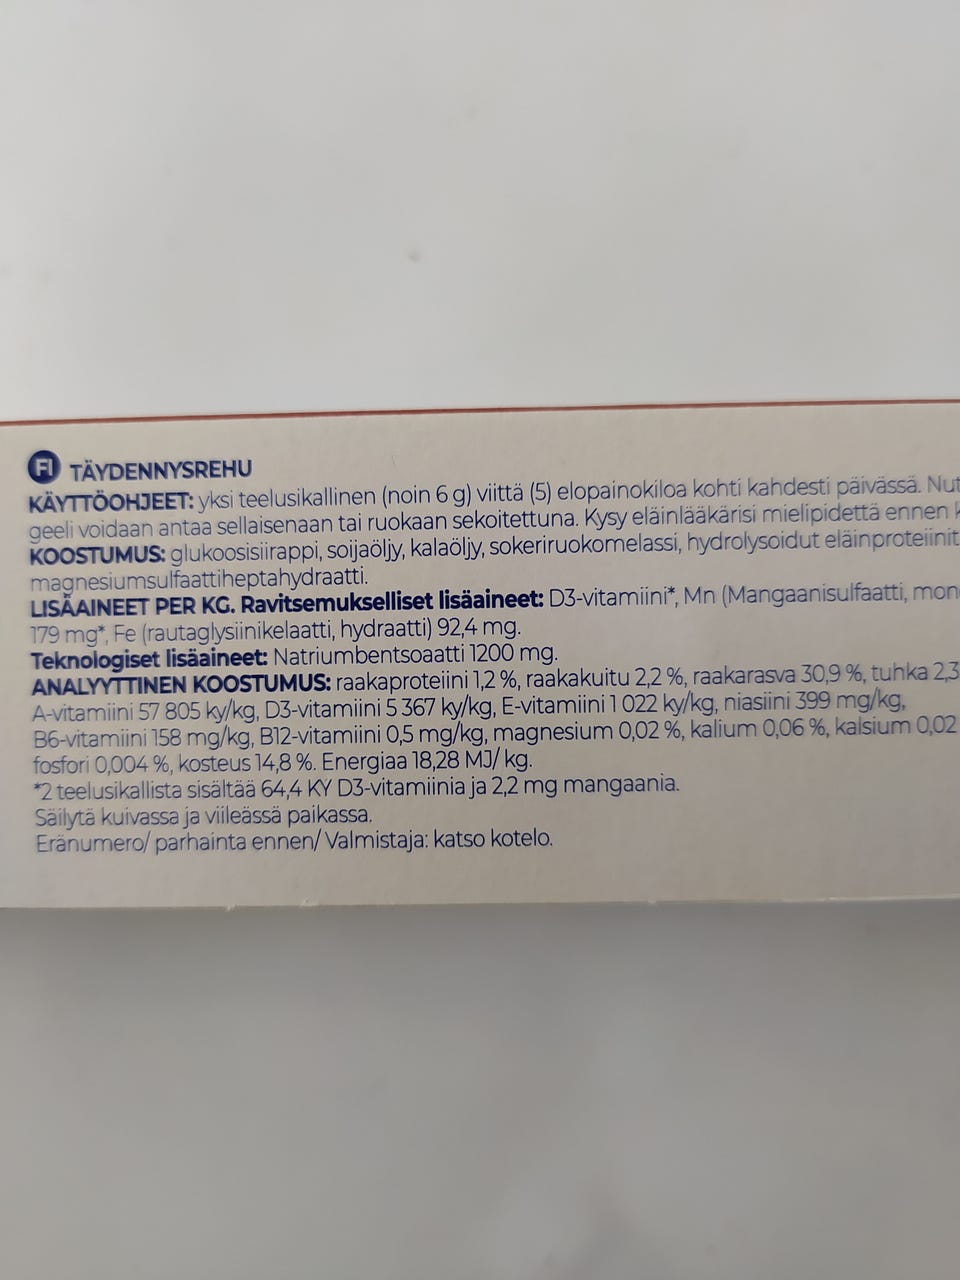 FI TÄYDENNYSREHU
KÄYTTÖOHJEET: yksi teelusikallinen (noin 6 g) viittä (5) elopainokiloa kohti kahdesti päivässä. Nut
geeli voidaan antaa sellaisenaan tai ruokaan sekoitettuna. Kysy eläinlääkärisi mielipidettä ennen k
KOOSTUMUS: glukoosisiirappi, soijaöljy, kalaöljy, sokeriruokomelassi, hydrolysoidut eläinproteiinit
magnesiumsulfaattiheptahydraatti.
LISÄAINEET PER KG. Ravitsemukselliset lisäaineet: D3-vitamiini*, Mn (Mangaanisulfaatti, mon
179 mg*, Fe (rautaglysiinikelaatti, hydraatti) 92,4 mg.
Teknologiset lisäaineet: Natriumbentsoaatti 1200 mg.
ANALYYTTINEN KOOSTUMUS: raakaproteiini 1,2 %, raakakuitu 2,2 %, raakarasva 30,9 %, tuhka 2,3
A-vitamiini 57 805 ky/kg, D3-vitamiini 5 367 ky/kg, E-vitamiini 1 022 ky/kg, niasiini 399 mg/kg,
B6-vitamiini 158 mg/kg, B12-vitamiini 0,5 mg/kg, magnesium 0,02 %, kalium 0,06 %, kalsium 0,02
fosfori 0,004 %, kosteus 14,8 %. Energiaa 18,28 MJ/ kg.
*2 teelusikallista sisältää 64,4 KY D3-vitamiinia ja 2,2 mg mangaania.
Säilytä kuivassa ja viileässä paikassa.
Eränumero/ parhainta ennen/ Valmistaja: katso kotelo.